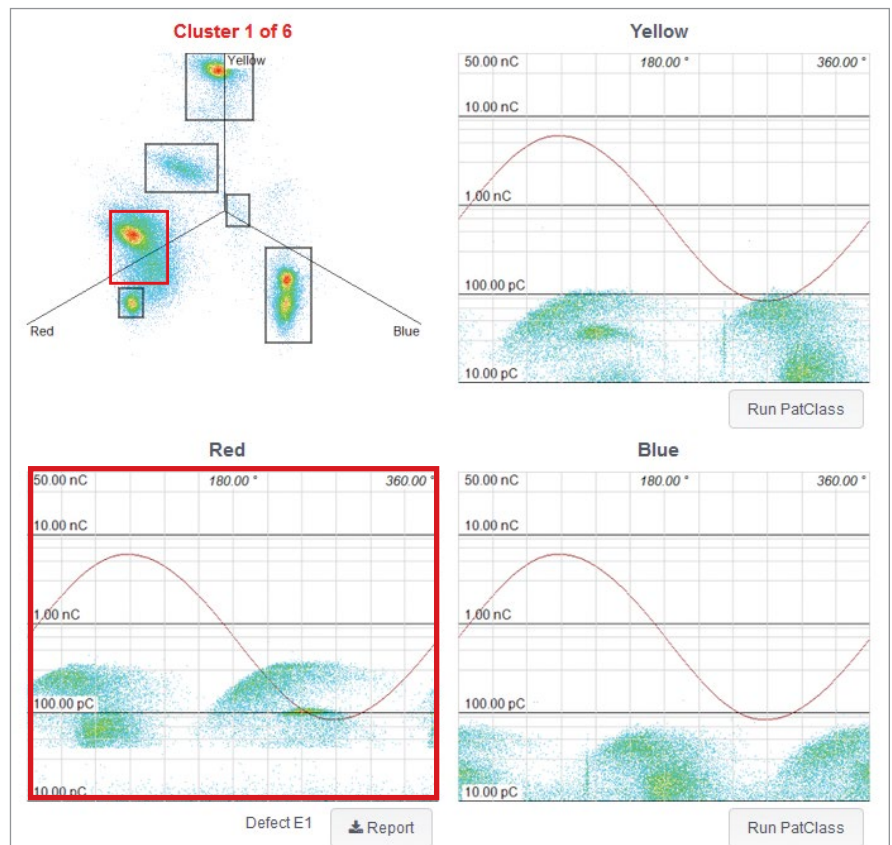 Cluster 1 of 6
Yellow
Red
Blue
Yellow
50.00 nC
180.00 °
360.00 °
10.00 nC
1.00 nC
100.00 pC
10.00 pC
Run PatClass
Red
50.00 nC
180.00 °
360.00 °
10.00 nC
1.00 nC
100.00 pC
10.00 pC
Defect E1
Report
Blue
50.00 nC
180.00 °
360.00 °
10.00 nC
1.00 nC
100.00 pC
10.00 pC
Run PatClass